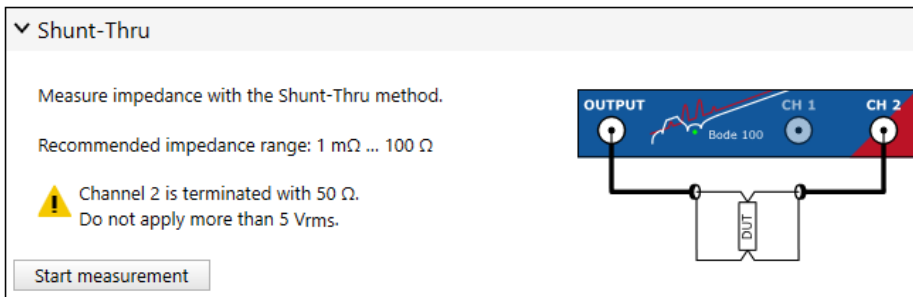 Shunt-Thru
Measure impedance with the Shunt-Thru method.
Recommended impedance range: 1 mΩ ... 100 Ω
Channel 2 is terminated with 50 Ω.
Do not apply more than 5 Vrms.
Start measurement
OUTPUT
CH 1
CH 2
Bode 100
DUT